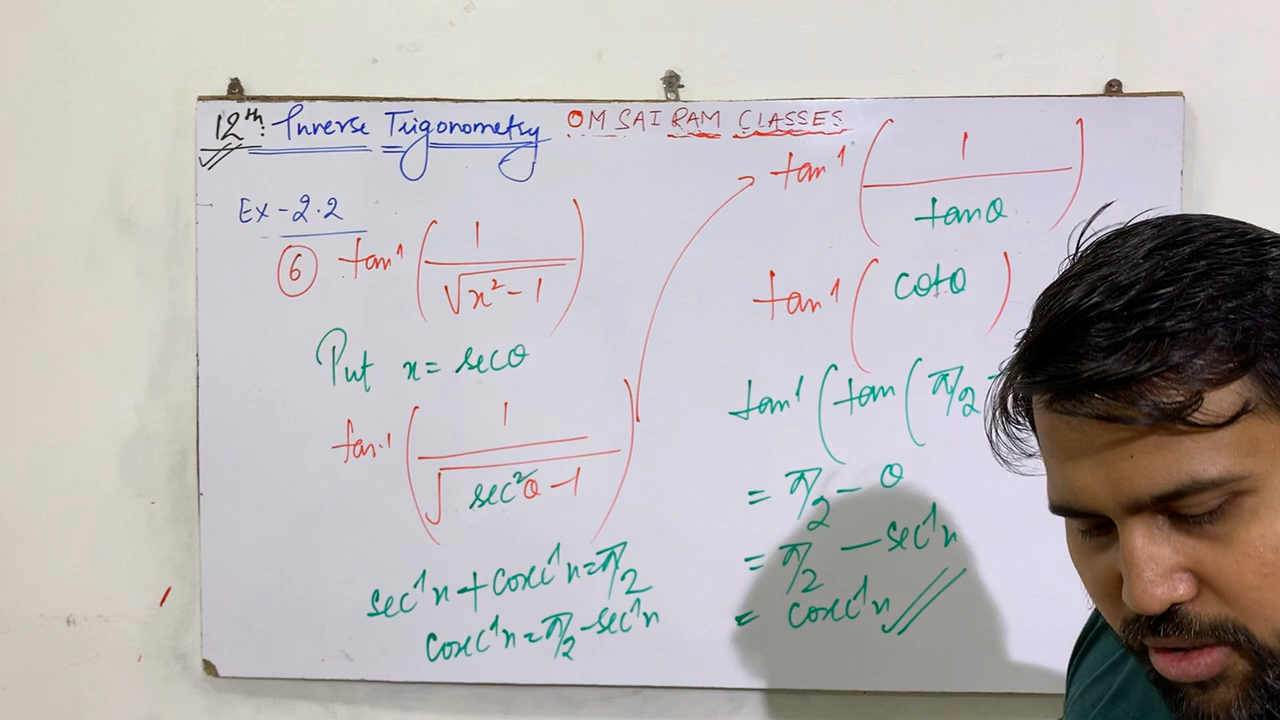 12th: Inverse Trigonometry OM SAI RAM CLASSES
Ex-2.2
⑥ tan⁻¹(1/√(x²-1))
Put x = secθ
tan⁻¹(1/√(sec²θ-1))
sec⁻¹x + cosec⁻¹x = π/2
cosec⁻¹x = π/2 - sec⁻¹x
tan⁻¹(1/tanθ)
tan⁻¹(cotθ)
tan⁻¹(tan(π/2 -
= π/2 - θ
= π/2 - sec⁻¹x
= cosec⁻¹x